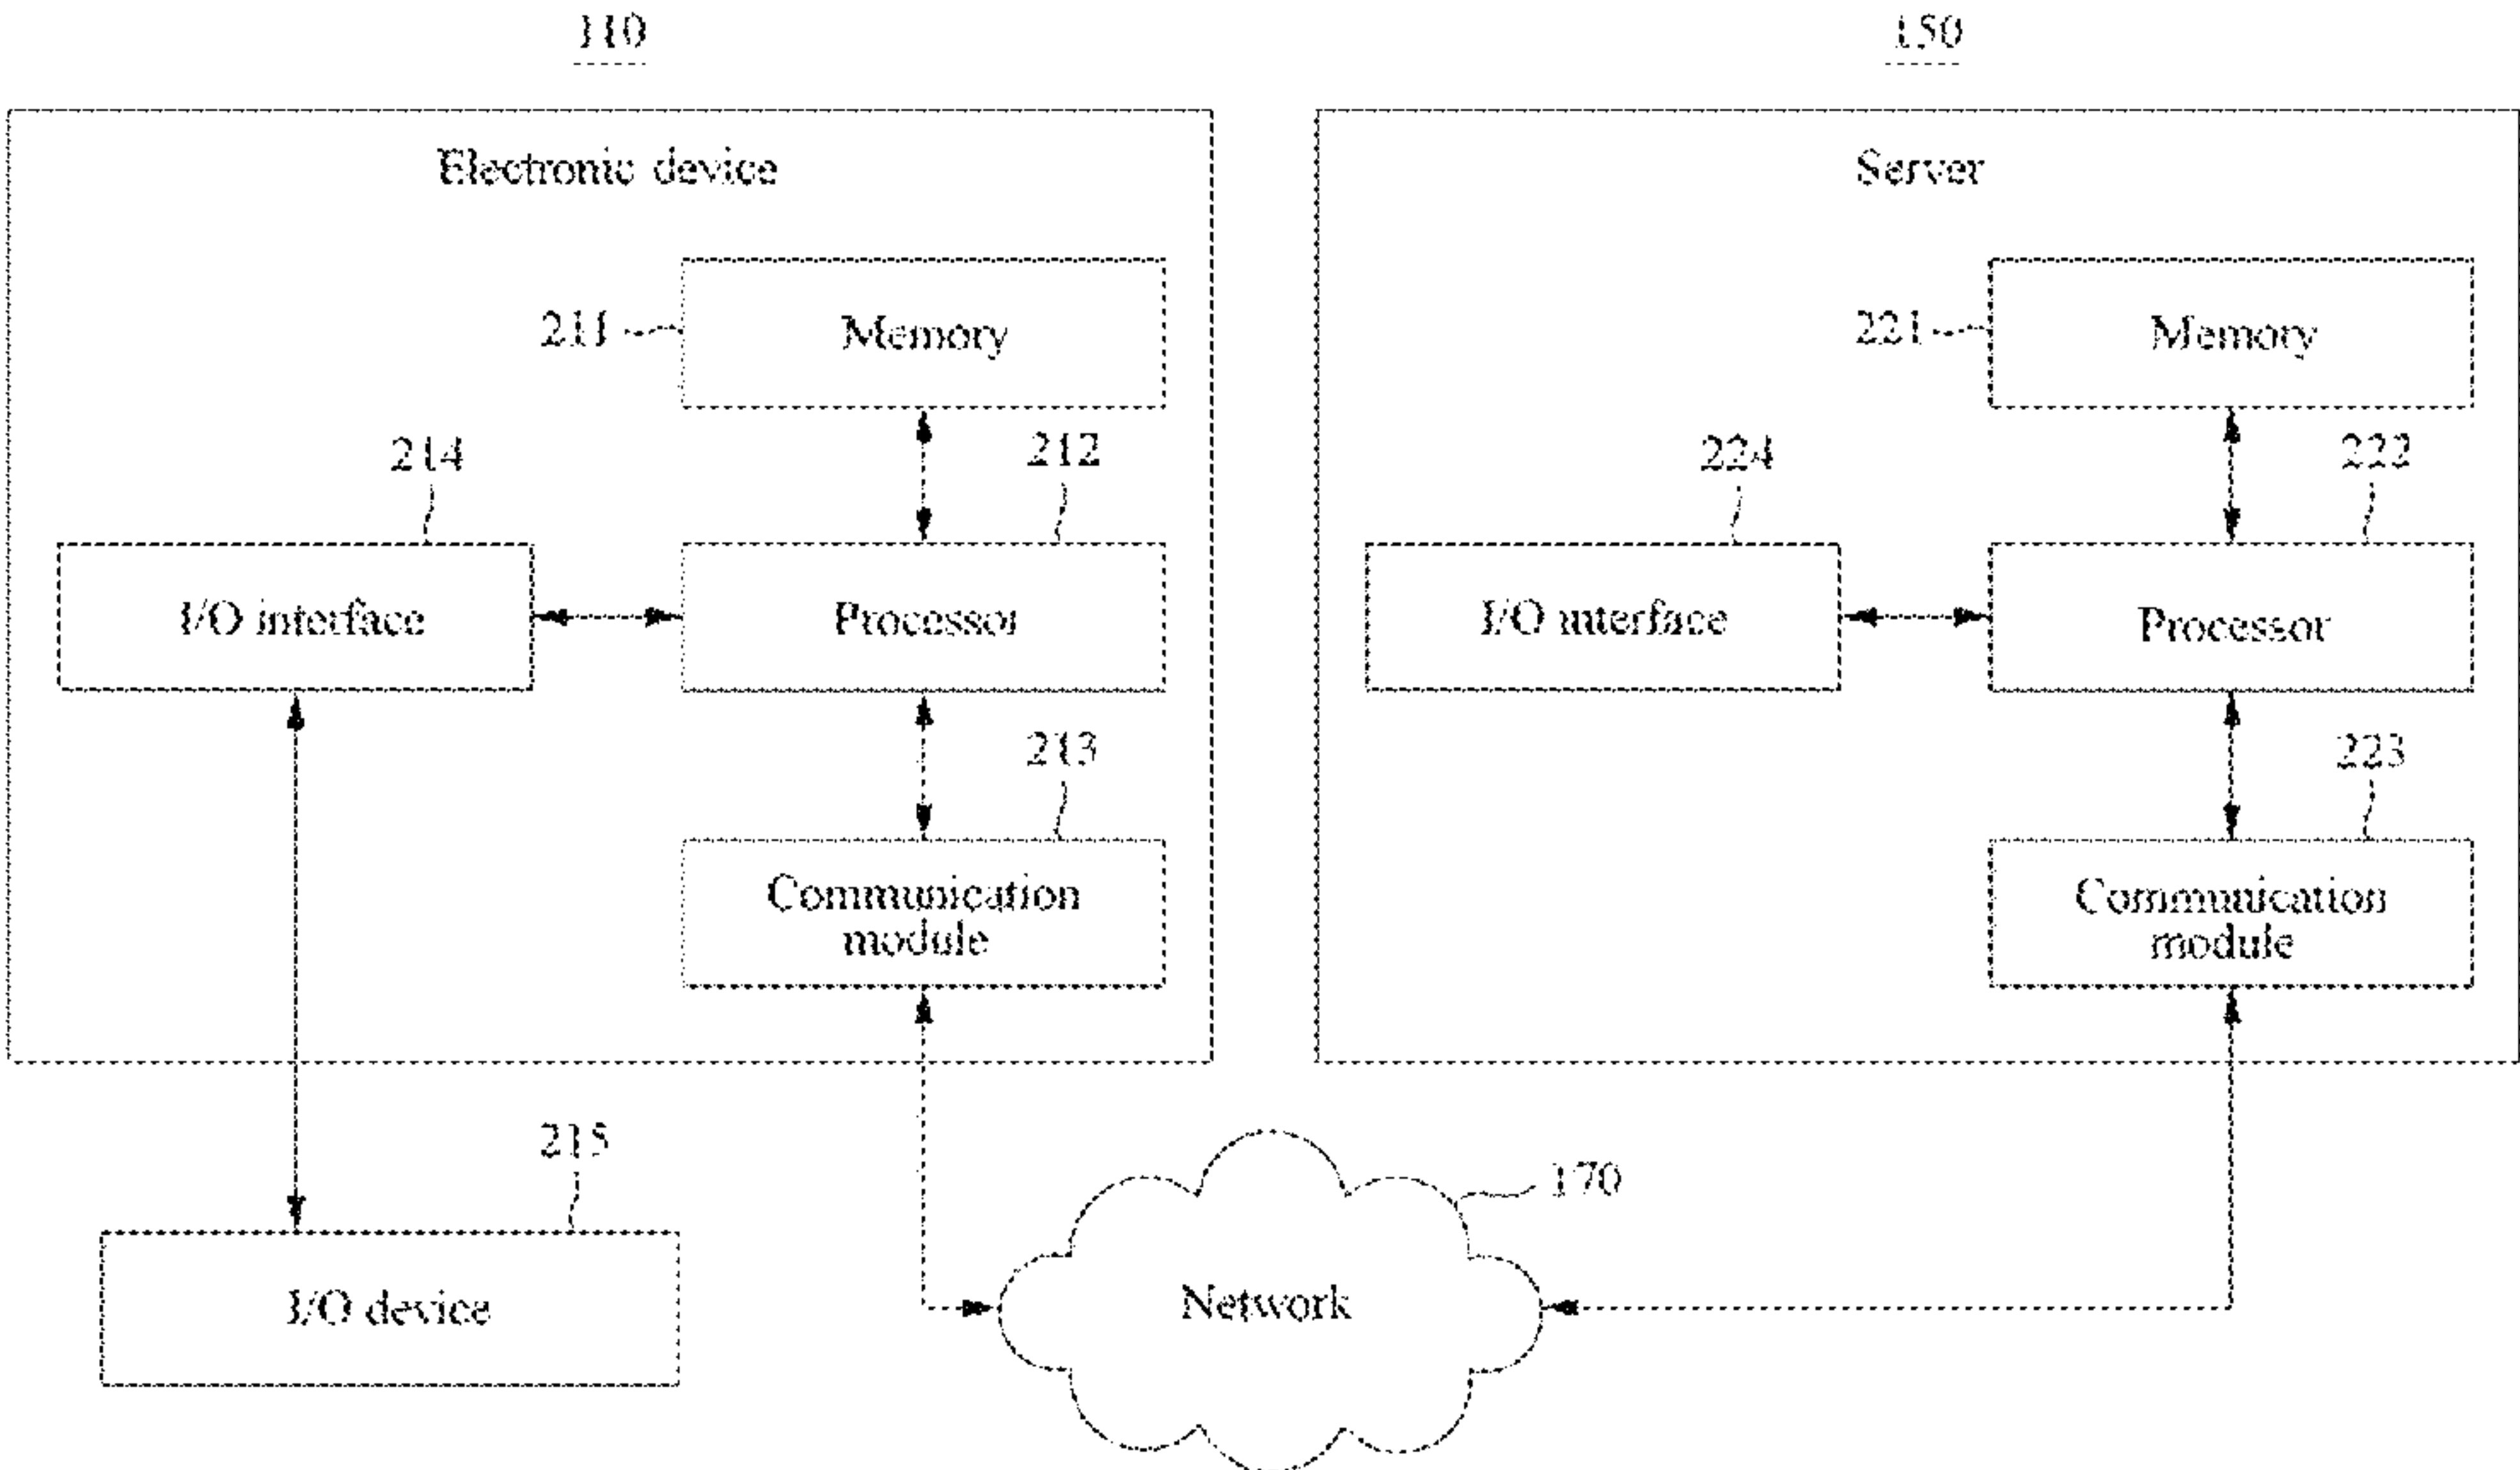 110
150
Electronic device
Server
211
Memory
221
Memory
214
212
224
222
I/O interface
Processor
I/O interface
Processor
213
223
Communication
module
Communication
module
215
170
I/O device
Network